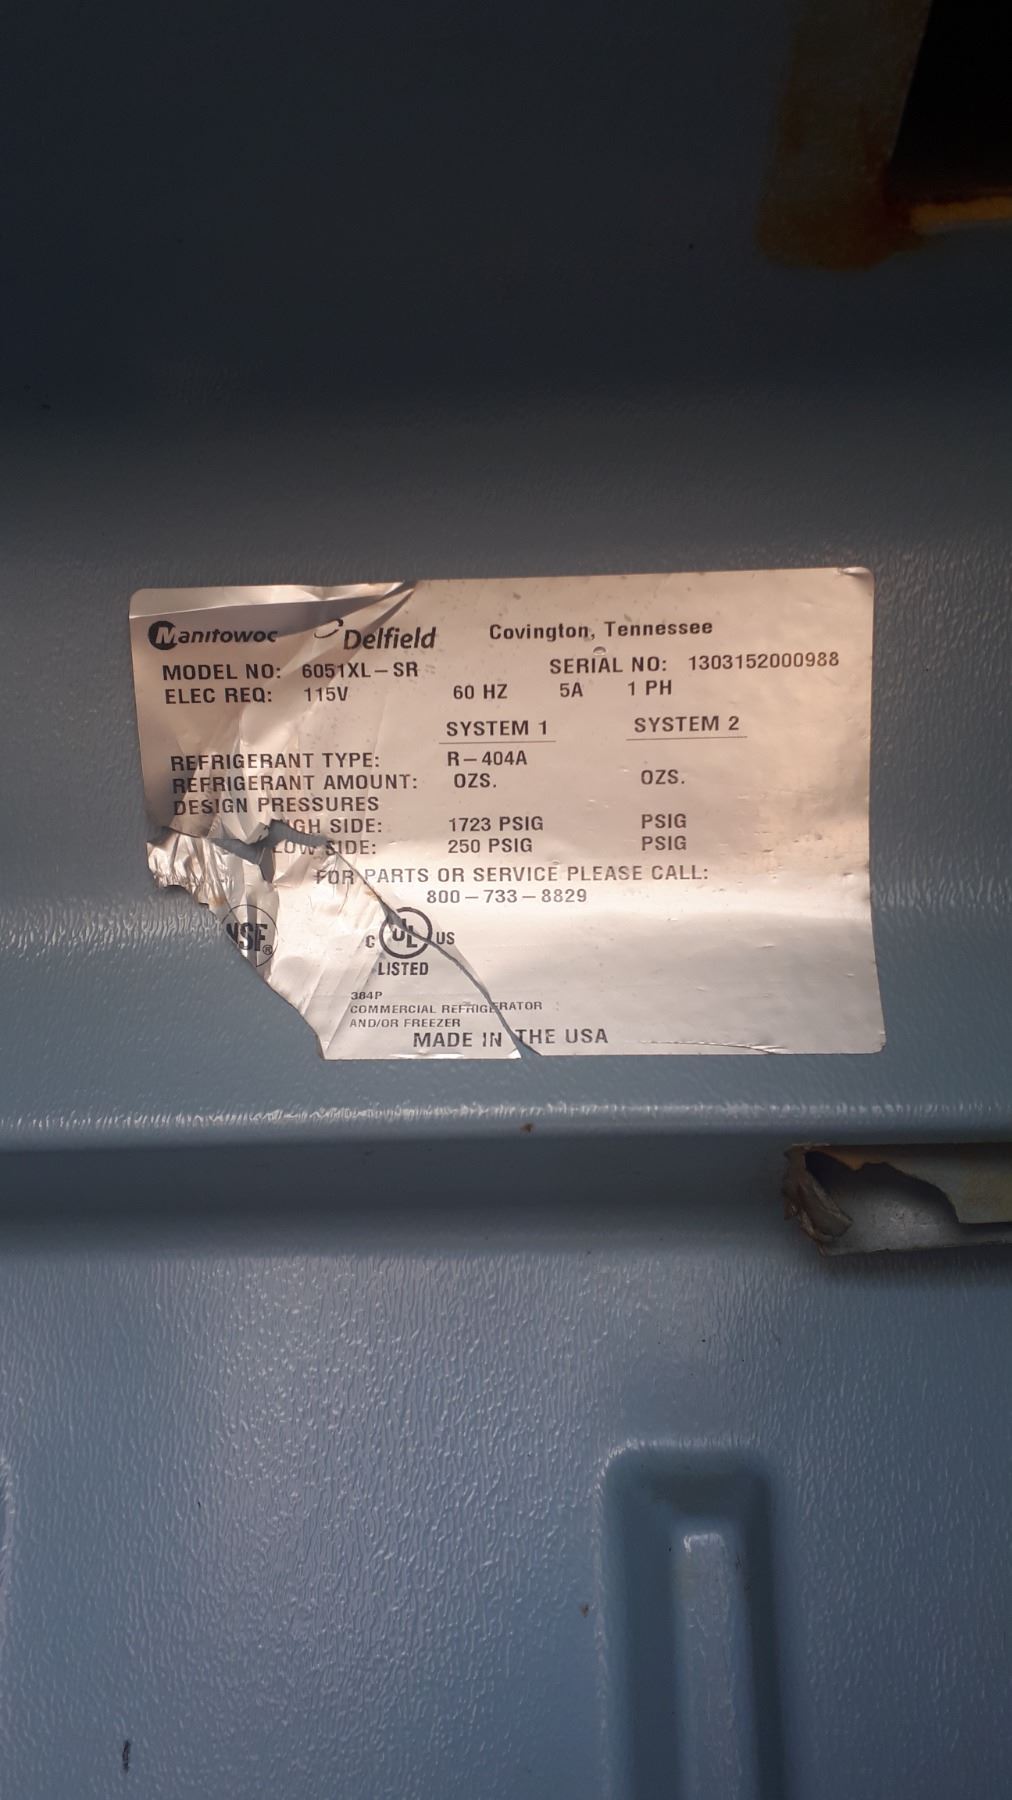 Manitowoc Delfield Covington, Tennessee
MODEL NO: 6051XL-SR SERIAL NO: 1303152000988
ELEC REQ: 115V 60 HZ 5A 1 PH
SYSTEM 1 SYSTEM 2
REFRIGERANT TYPE: R-404A
REFRIGERANT AMOUNT: OZS. OZS.
DESIGN PRESSURES
IGH SIDE: 1723 PSIG PSIG
LOW SIDE: 250 PSIG PSIG
FOR PARTS OR SERVICE PLEASE CALL:
800-733-8829
NSF®
C UL US
LISTED
384P
COMMERCIAL REFRIGERATOR
AND/OR FREEZER
MADE IN THE USA